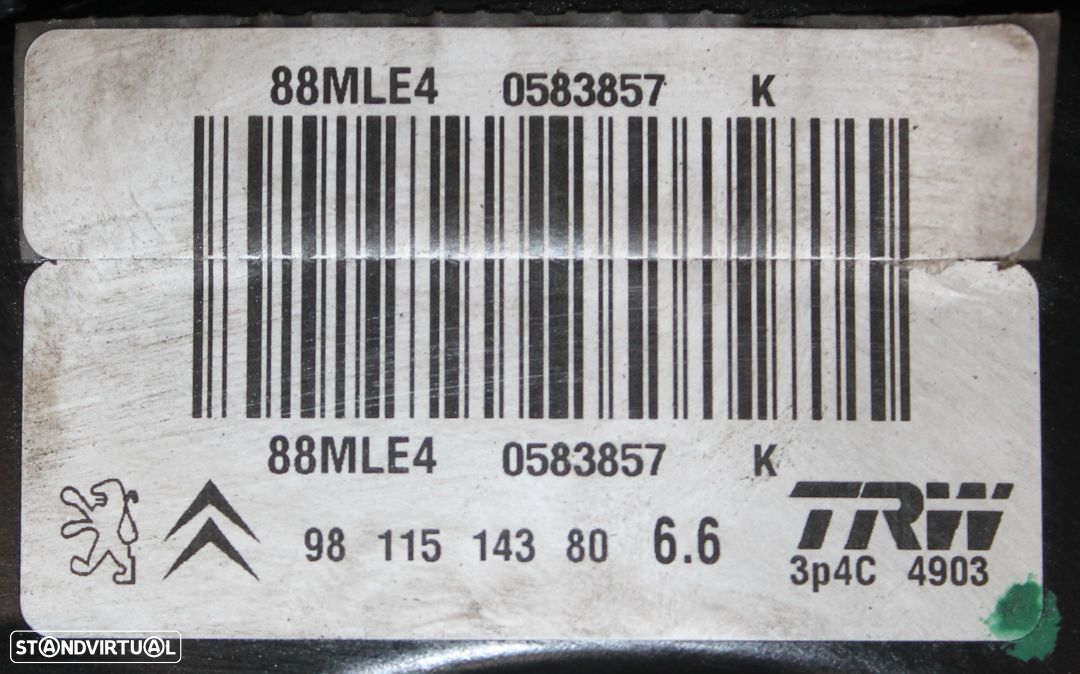 88MLE4 0583857 K
88MLE4 0583857 K
98 115 143 80 6.6
TRW
3p4C 4903
STANDVIRTUAL